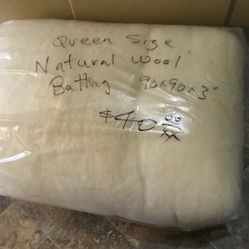 Queen Size
Natural Wool
Batting 90x90x3"
$40.00